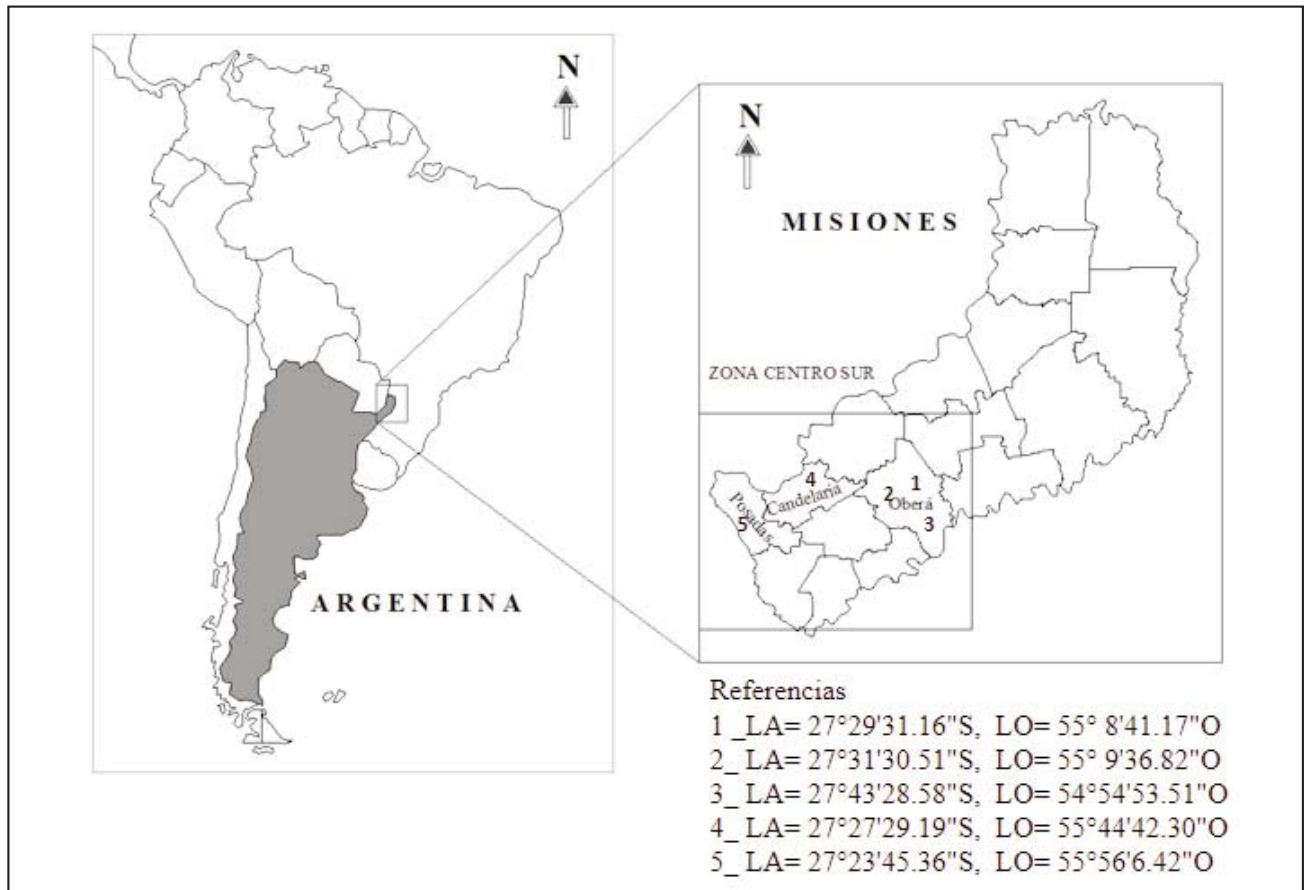 N
ARGENTINA
N
MISIONES
ZONA CENTRO SUR
4
Candelaria
Posadas
5
2
1
Oberá
3
Referencias
1 _LA= 27°29'31.16"S, LO= 55° 8'41.17"O
2_ LA= 27°31'30.51"S, LO= 55° 9'36.82"O
3_ LA= 27°43'28.58"S, LO= 54°54'53.51"O
4_ LA= 27°27'29.19"S, LO= 55°44'42.30"O
5_ LA= 27°23'45.36"S, LO= 55°56'6.42"O